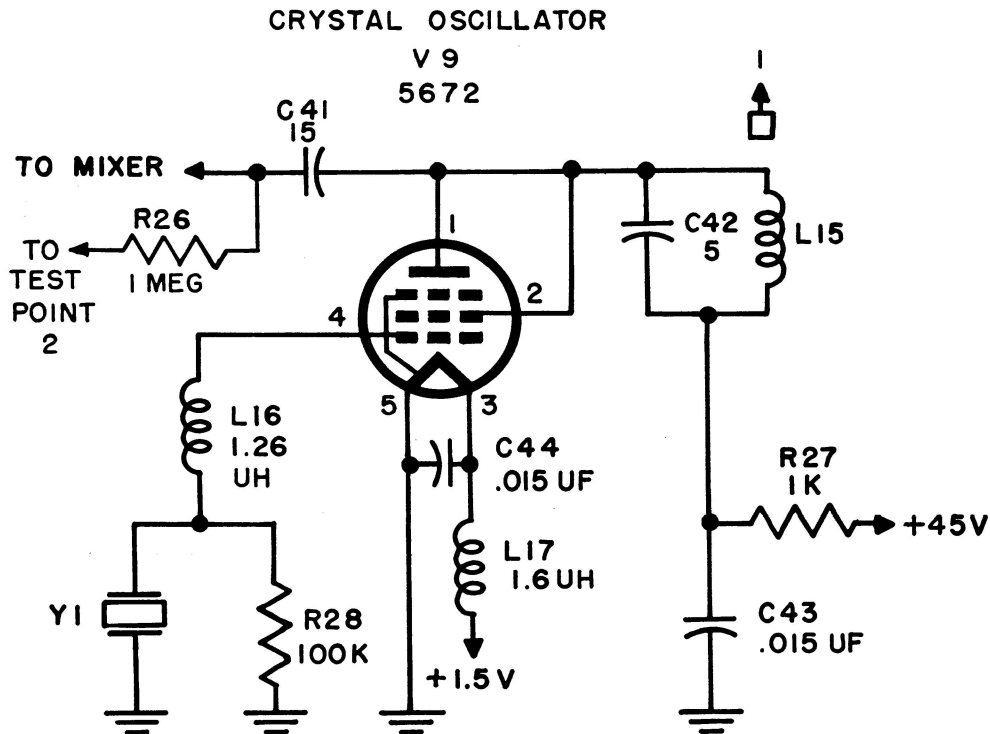 CRYSTAL OSCILLATOR
V 9
5672
1
C41
15
TO MIXER
R26
1 MEG
TO
TEST
POINT
2
1
2
4
5
3
C42
5
L15
L16
1.26
UH
C44
.015 UF
R27
1K
+45V
L17
1.6 UH
Y1
R28
100K
+1.5V
C43
.015 UF